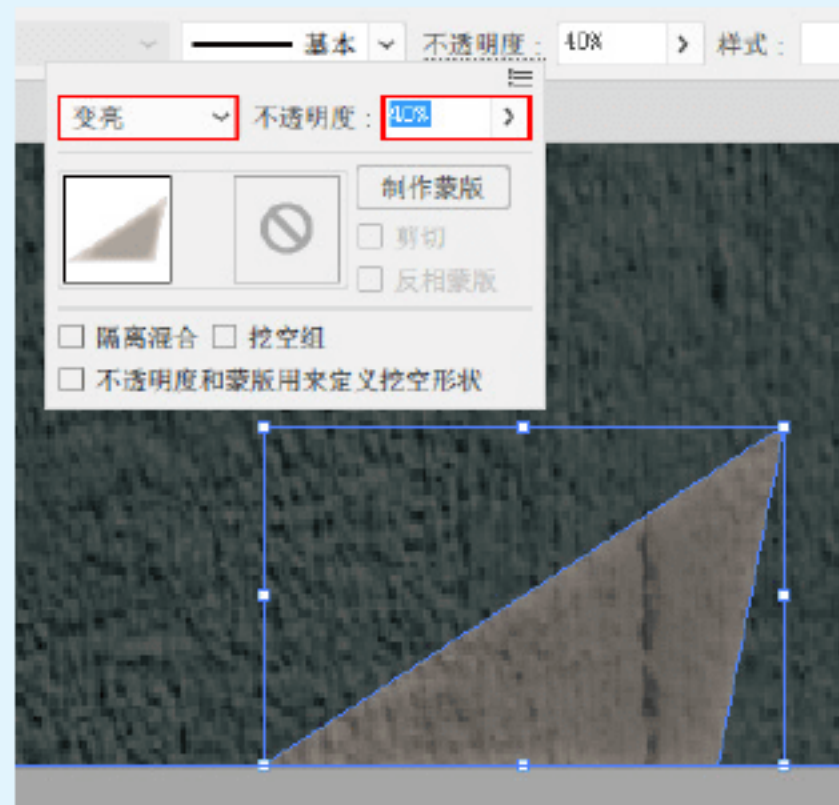 基本 不透明度： 40% 样式：
变亮 不透明度： 40%
制作蒙版
剪切
反相蒙版
隔离混合 挖空组
不透明度和蒙版用来定义挖空形状